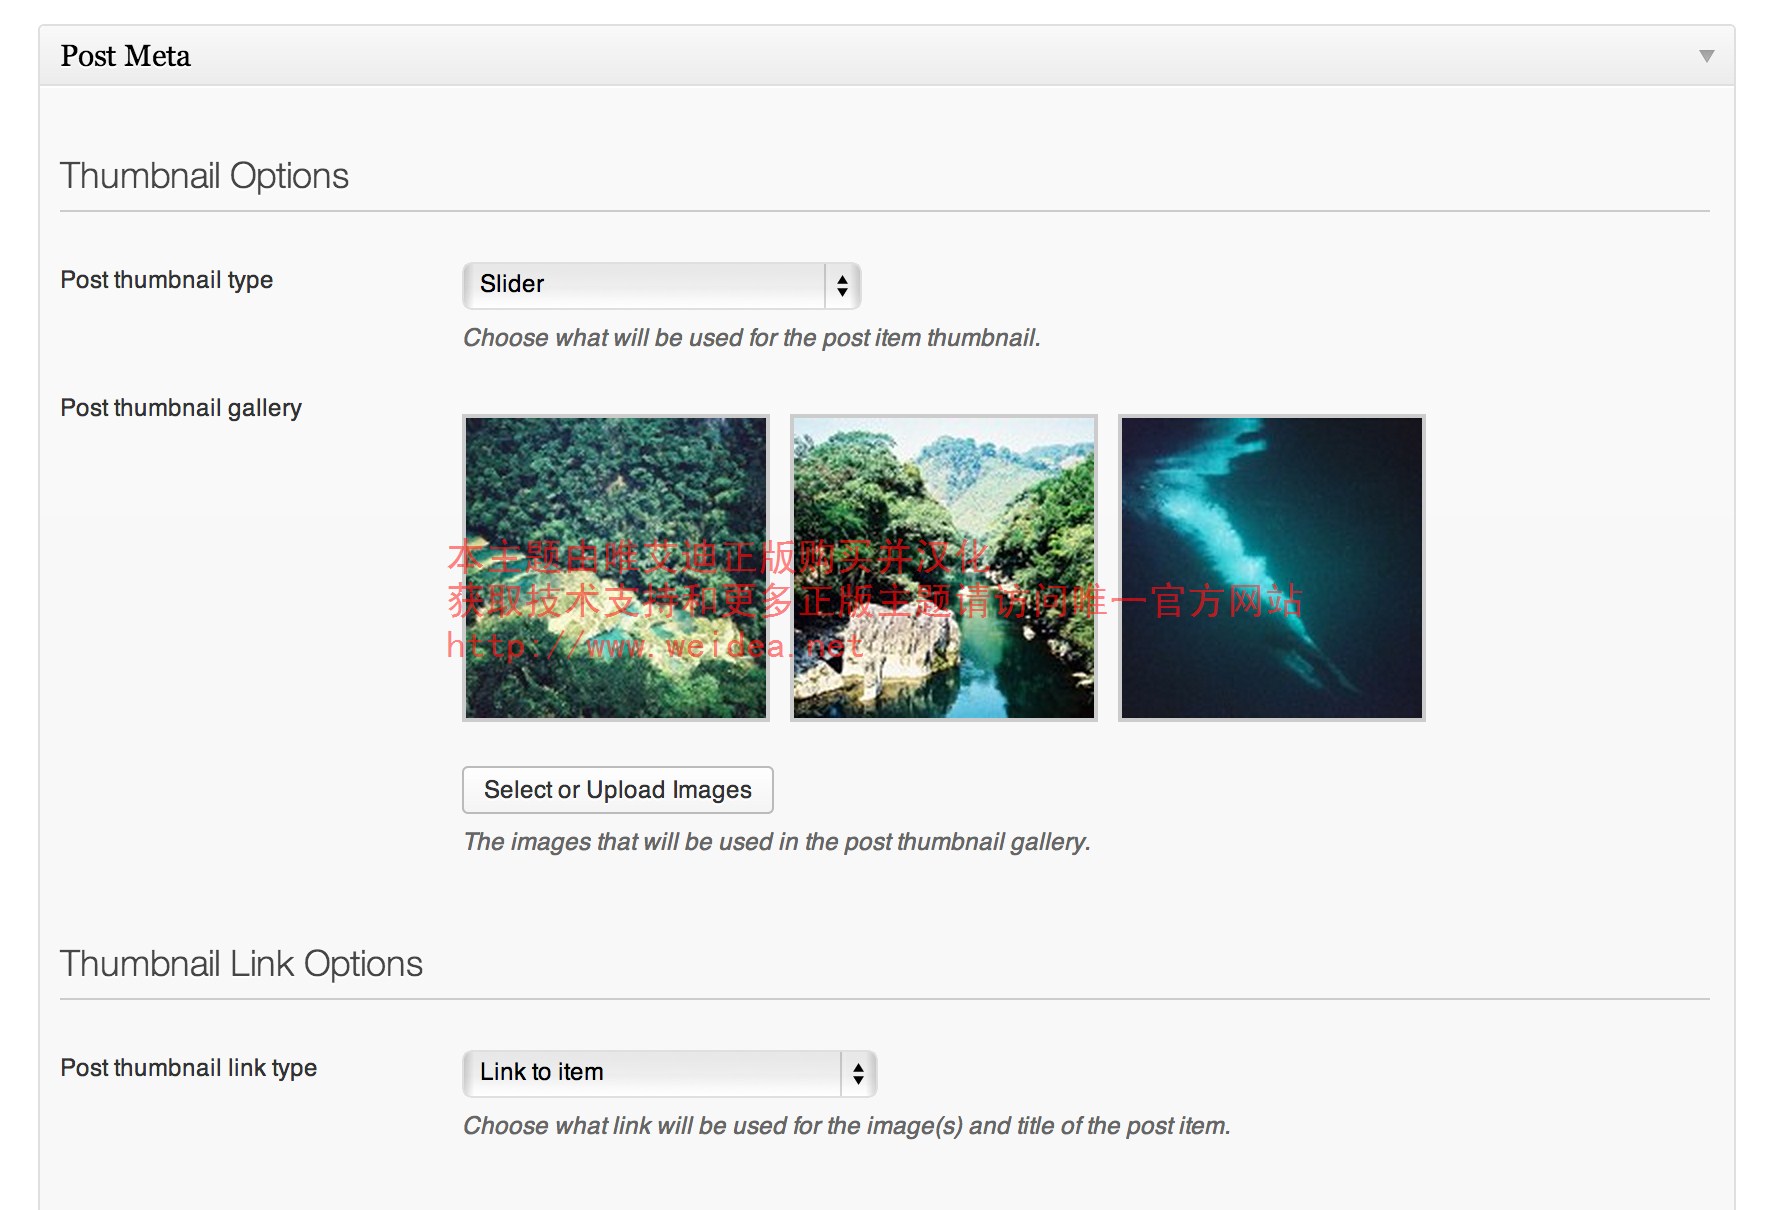 Post Meta
Thumbnail Options
Post thumbnail type
Slider
Choose what will be used for the post item thumbnail.
Post thumbnail gallery
本主题由唯艾迪正版购买并汉化
获取技术支持和更多正版主题请访问唯一官方网站
http://www.weidea.net
Select or Upload Images
The images that will be used in the post thumbnail gallery.
Thumbnail Link Options
Post thumbnail link type
Link to item
Choose what link will be used for the image(s) and title of the post item.